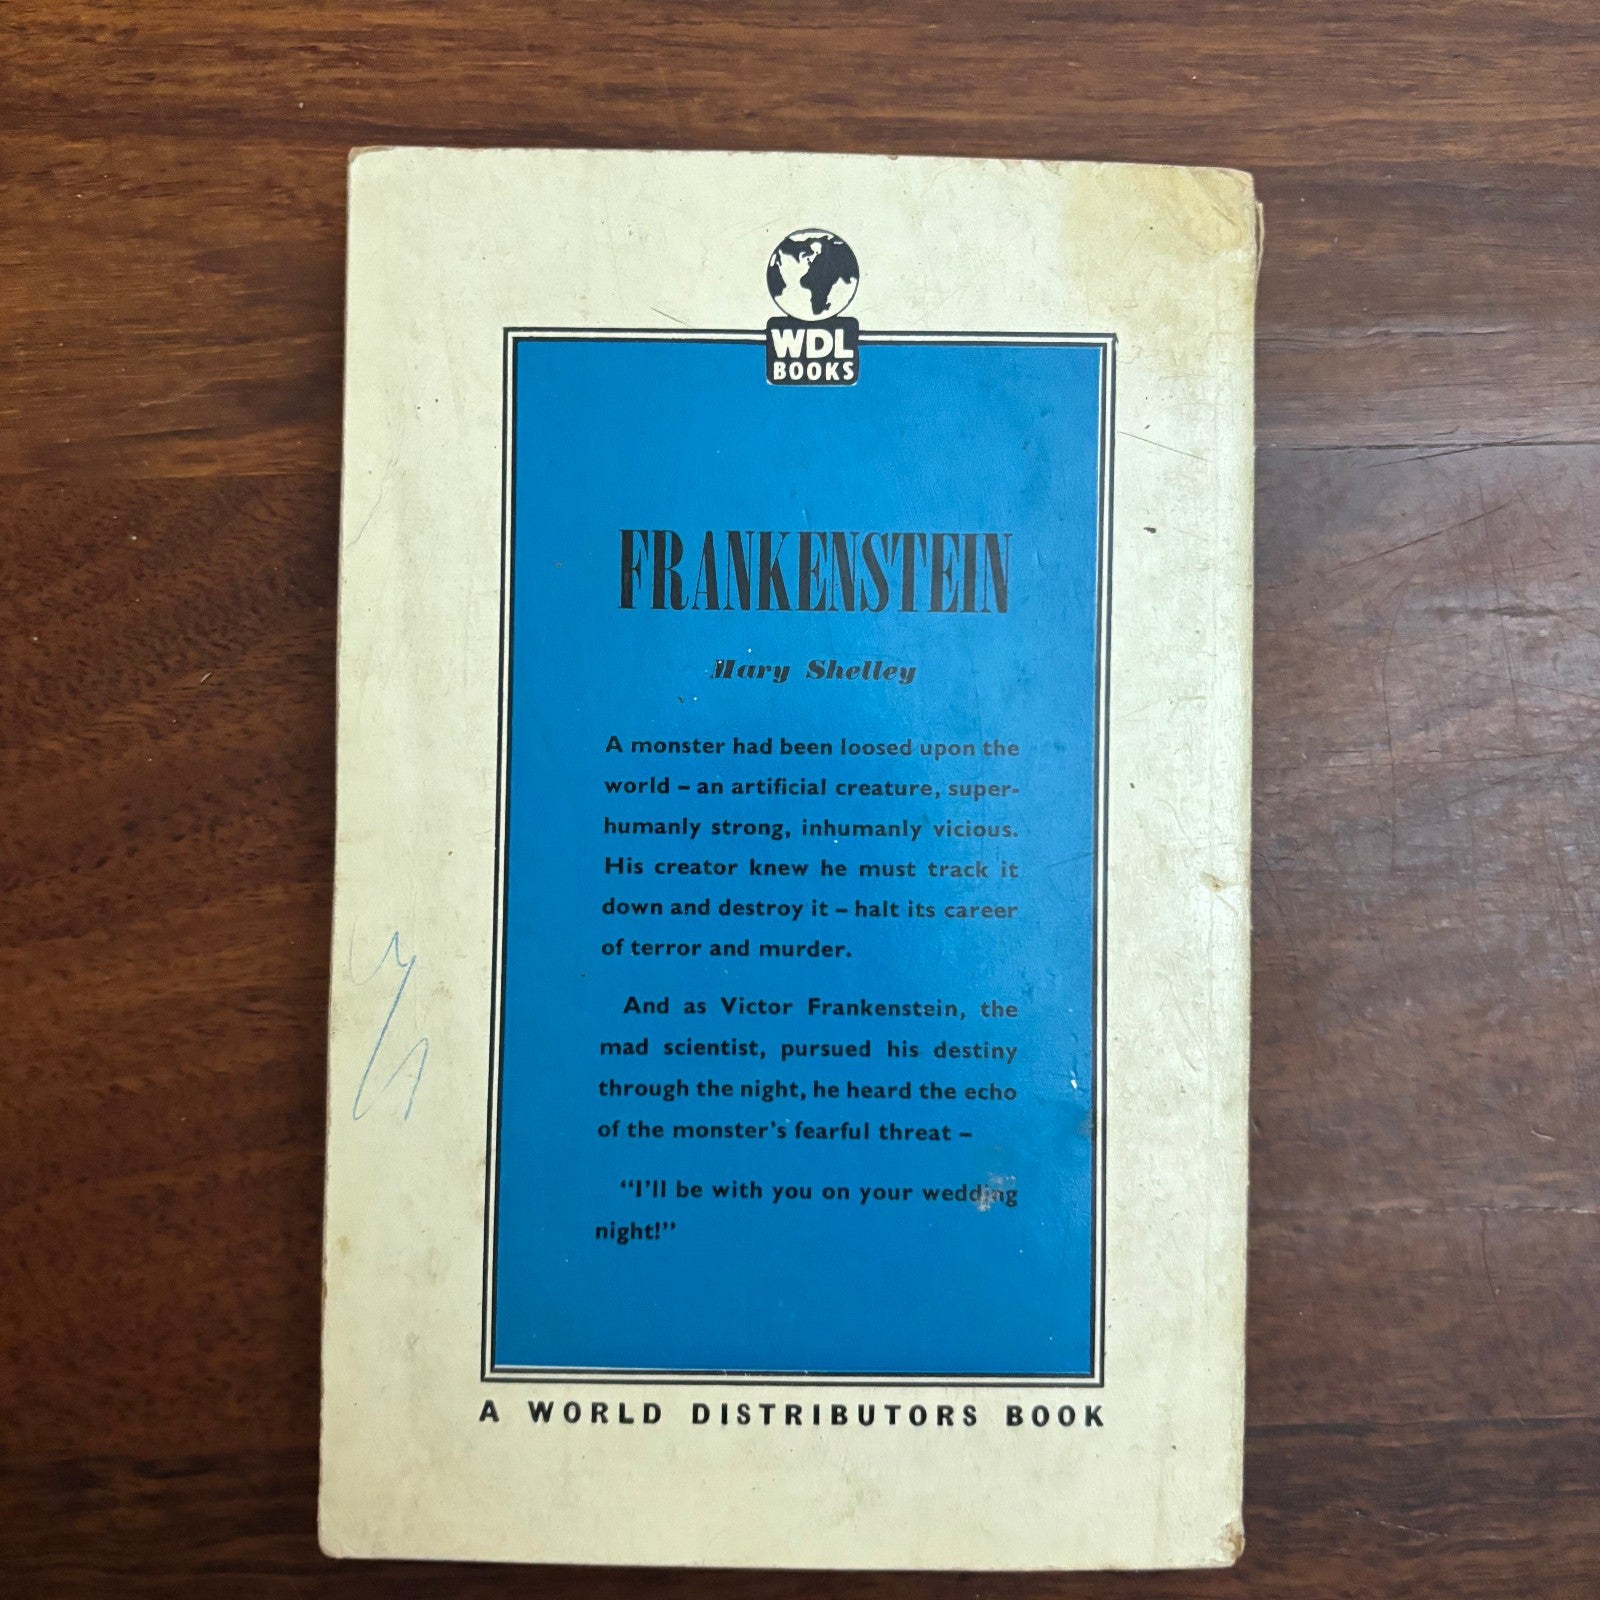 WDL
BOOKS
FRANKENSTEIN
Mary Shelley
A monster had been loosed upon the
world – an artificial creature, super-
humanly strong, inhumanly vicious.
His creator knew he must track it
down and destroy it – halt its career
of terror and murder.
And as Victor Frankenstein, the
mad scientist, pursued his destiny
through the night, he heard the echo
of the monster's fearful threat –
"I'll be with you on your wedding
night!"
A WORLD DISTRIBUTORS BOOK